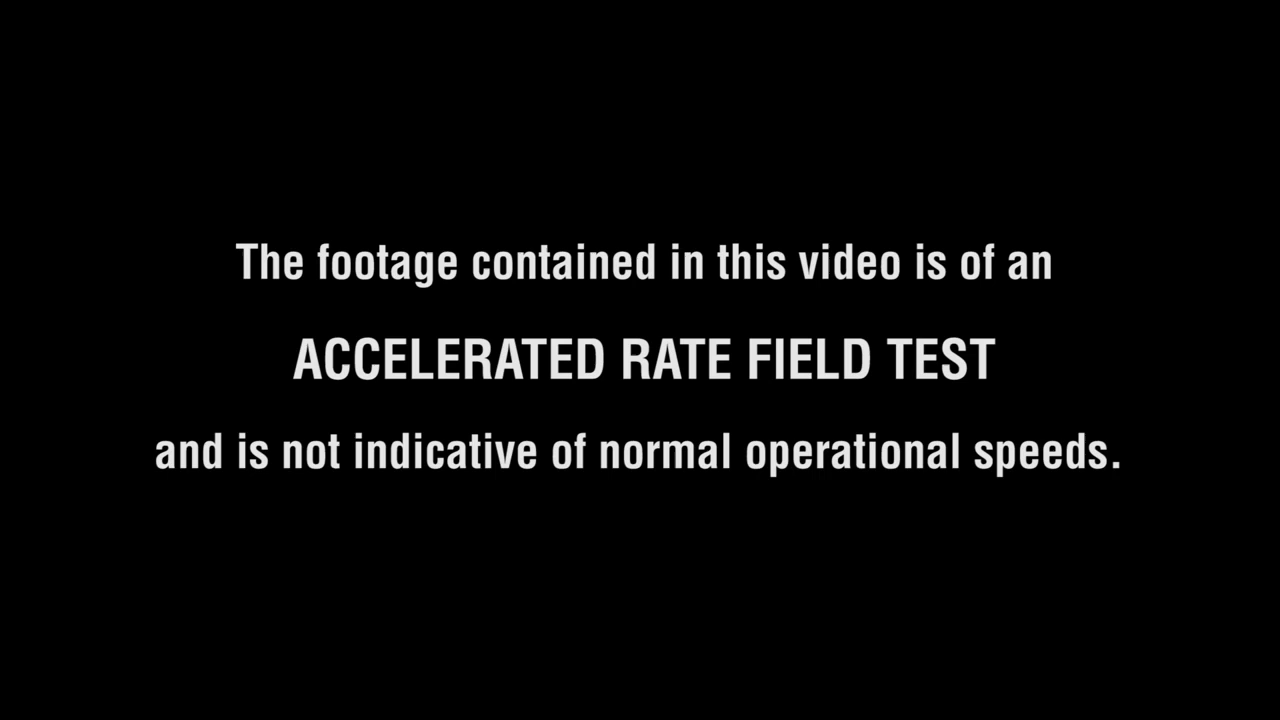 The footage contained in this video is of an
ACCELERATED RATE FIELD TEST
and is not indicative of normal operational speeds.